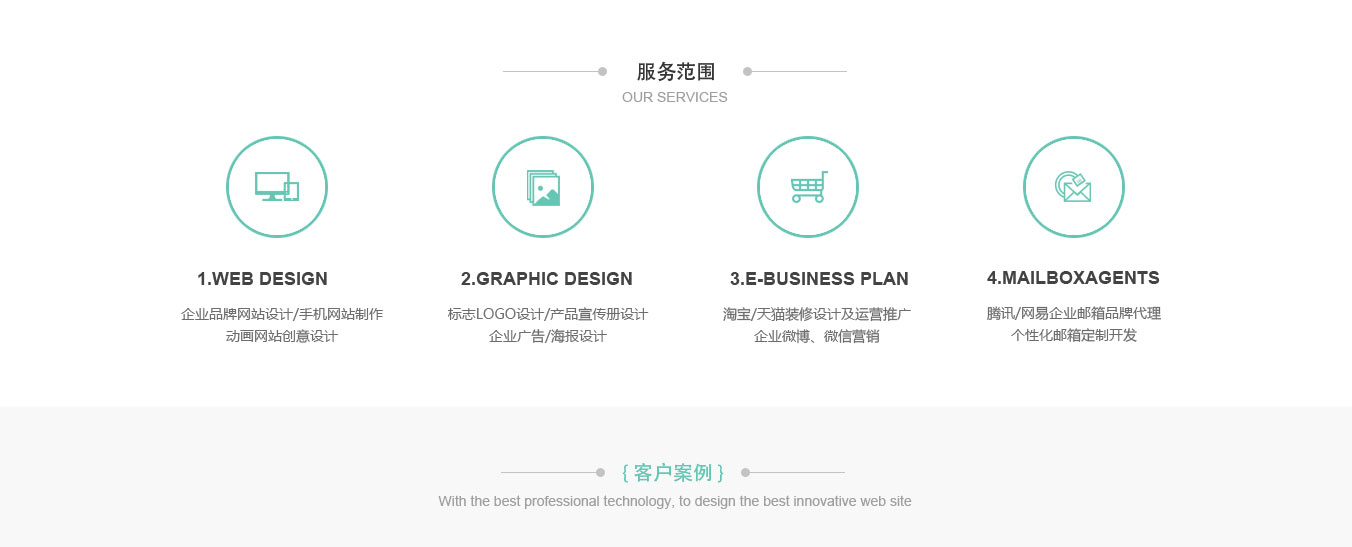 服务范围
OUR SERVICES
1.WEB DESIGN
企业品牌网站设计/手机网站制作
动画网站创意设计
2.GRAPHIC DESIGN
标志LOGO设计/产品宣传册设计
企业广告/海报设计
3.E-BUSINESS PLAN
淘宝/天猫装修设计及运营推广
企业微博、微信营销
4.MAILBOXAGENTS
腾讯/网易企业邮箱品牌代理
个性化邮箱定制开发
{ 客户案例 }
With the best professional technology, to design the best innovative web site